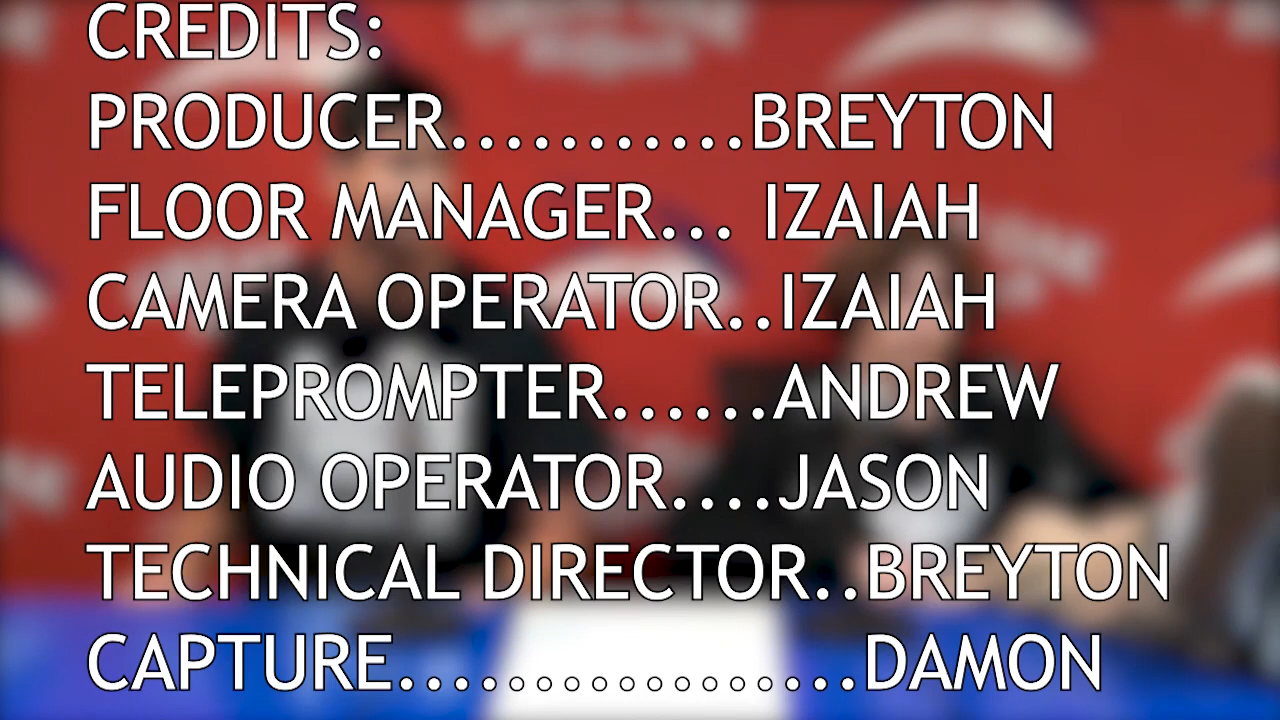 CREDITS:
PRODUCER...........BREYTON
FLOOR MANAGER... IZAIAH
CAMERA OPERATOR..IZAIAH
TELEPROMPTER......ANDREW
AUDIO OPERATOR....JASON
TECHNICAL DIRECTOR..BREYTON
CAPTURE.................DAMON